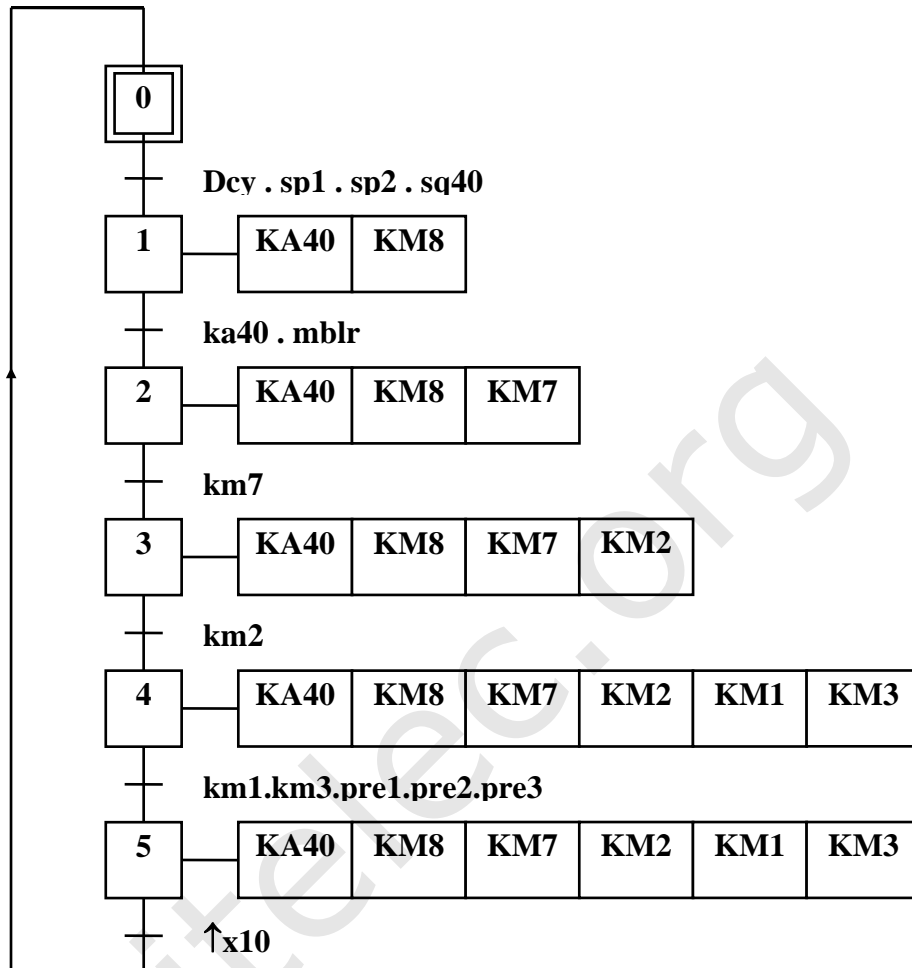 0
Dcy . sp1 . sp2 . sq40
1 KA40 KM8
ka40 . mblr
2 KA40 KM8 KM7
km7
3 KA40 KM8 KM7 KM2
km2
4 KA40 KM8 KM7 KM2 KM1 KM3
km1.km3.pre1.pre2.pre3
5 KA40 KM8 KM7 KM2 KM1 KM3
↑x10
itelec.org